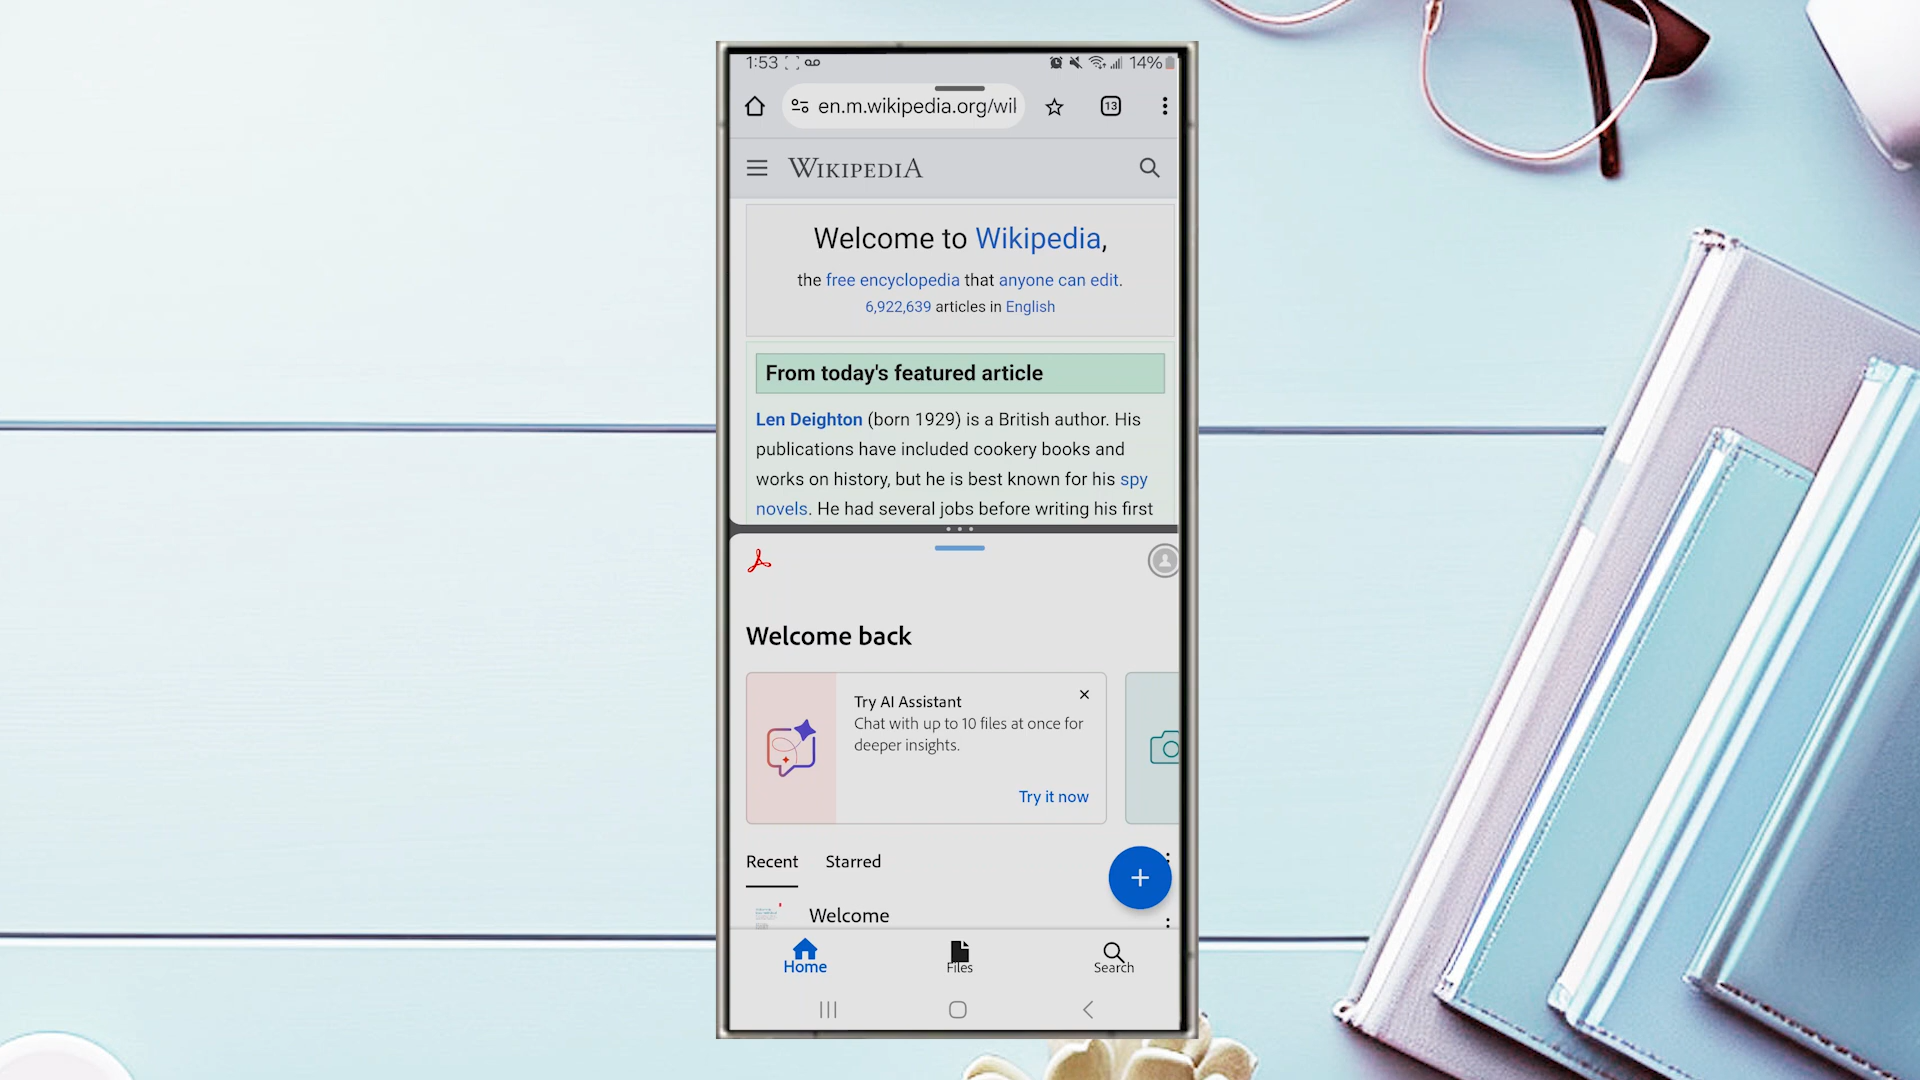 1:53 14%
en.m.wikipedia.org/wil 13
WIKIPEDIA
Welcome to Wikipedia,
the free encyclopedia that anyone can edit.
6,922,639 articles in English
From today's featured article
Len Deighton (born 1929) is a British author. His
publications have included cookery books and
works on history, but he is best known for his spy
novels. He had several jobs before writing his first
Welcome back
Try AI Assistant
Chat with up to 10 files at once for
deeper insights.
Try it now
Recent Starred
Welcome
Home Files Search